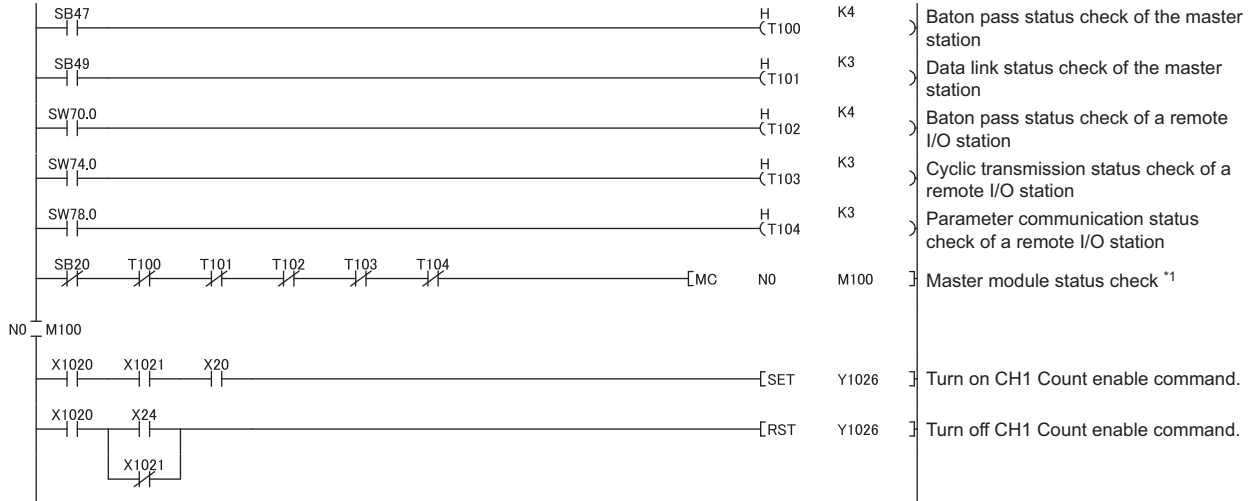 SB47 H K4 Baton pass status check of the master
(T100 ) station
SB49 H K3 Data link status check of the master
(T101 ) station
SW70.0 H K4 Baton pass status check of a remote
(T102 ) I/O station
SW74.0 H K3 Cyclic transmission status check of a
(T103 ) remote I/O station
SW78.0 H K3 Parameter communication status
(T104 ) check of a remote I/O station
SB20 T100 T101 T102 T103 T104
[MC N0 M100 ] Master module status check *1
N0 M100
X1020 X1021 X20
[SET Y1026 ] Turn on CH1 Count enable command.
X1020 X24
[RST Y1026 ] Turn off CH1 Count enable command.
X1021